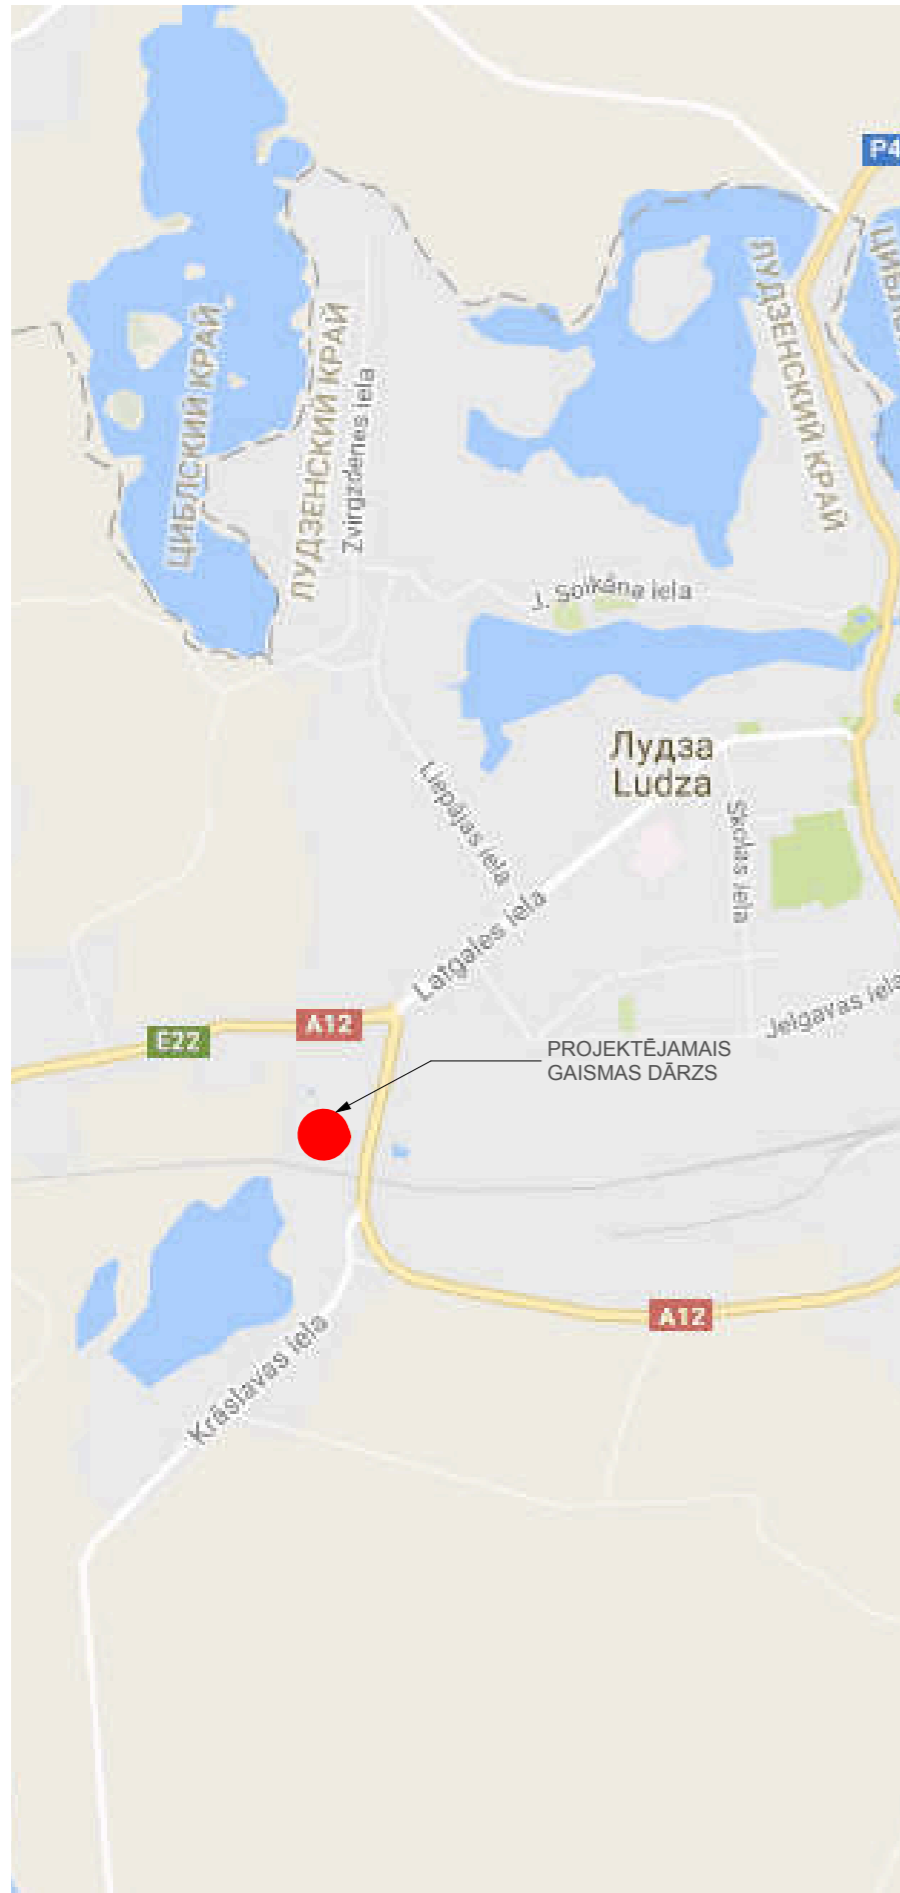 P4
ЦИБЛСКИЙ КРАЙ
ЛУДЗЕНСКИЙ КРАЙ
Zvirgzdenes iela
ЛУДЗЕНСКИЙ КРАЙ
J. Soikāna iela
Лудза
Ludza
Liepājas iela
Skolas iela
Latgales iela
Jelgavas iela
A12
E22
PROJEKTĒJAMAIS
GAISMAS DĀRZS
A12
Krāslavas iela